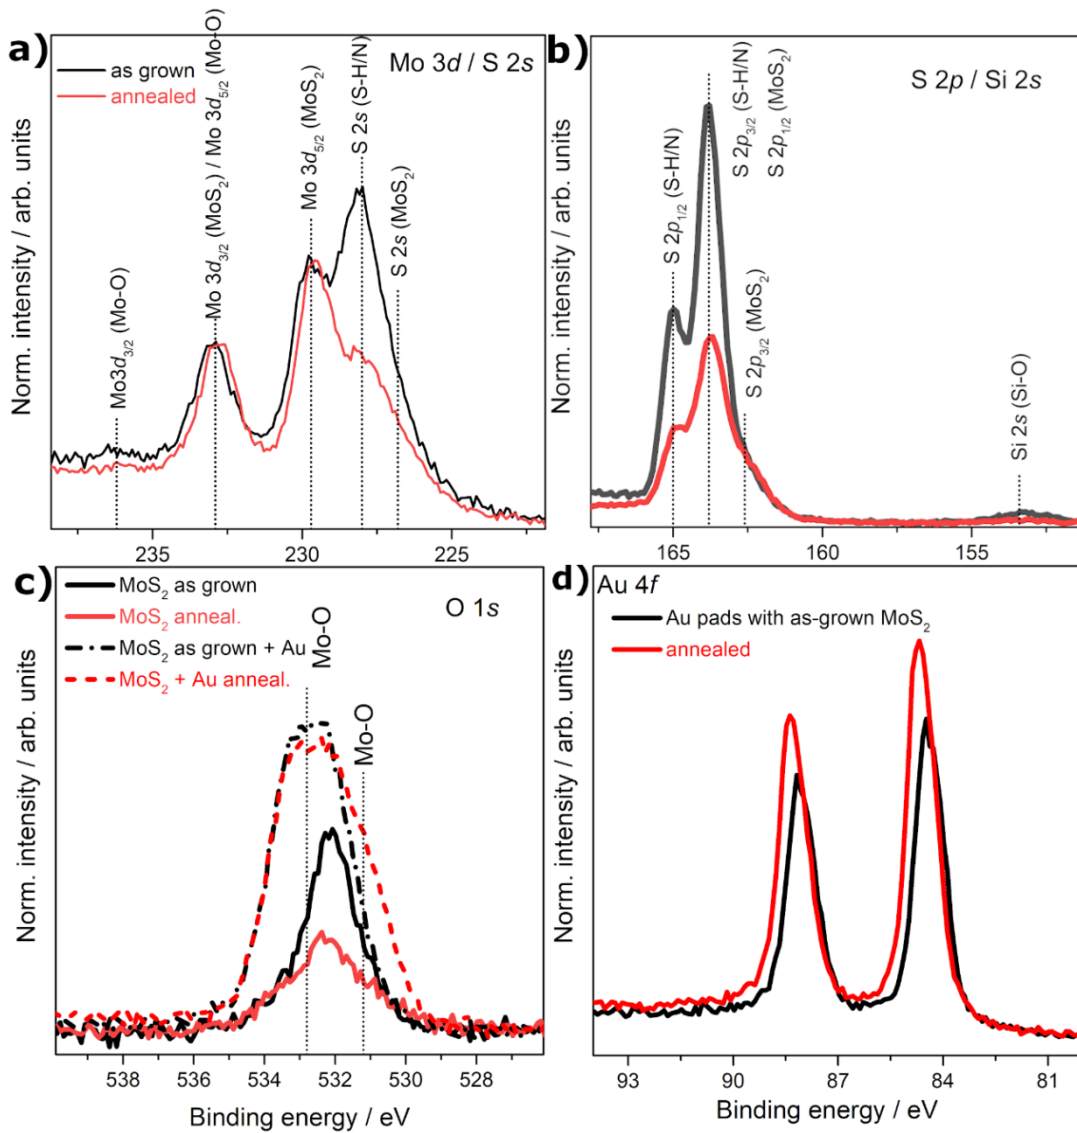 a)
Mo 3d / S 2s
as grown
annealed
Mo3d3/2 (Mo-O)
Mo 3d3/2 (MoS2) / Mo 3d5/2 (Mo-O)
Mo 3d5/2 (MoS2)
S 2s (S-H/N)
S 2s (MoS2)
Norm. intensity / arb. units
235
230
225
b)
S 2p / Si 2s
S 2p1/2 (S-H/N)
S 2p3/2 (S-H/N)
S 2p1/2 (MoS2)
S 2p3/2 (MoS2)
Si 2s (Si-O)
Norm. intensity / arb. units
165
160
155
c)
O 1s
MoS2 as grown
MoS2 anneal.
MoS2 as grown + Au
MoS2 + Au anneal.
Mo-O
Mo-O
Norm. intensity / arb. units
538
536
534
532
530
528
Binding energy / eV
d)
Au 4f
Au pads with as-grown MoS2
annealed
Norm. intensity / arb. units
93
90
87
84
81
Binding energy / eV